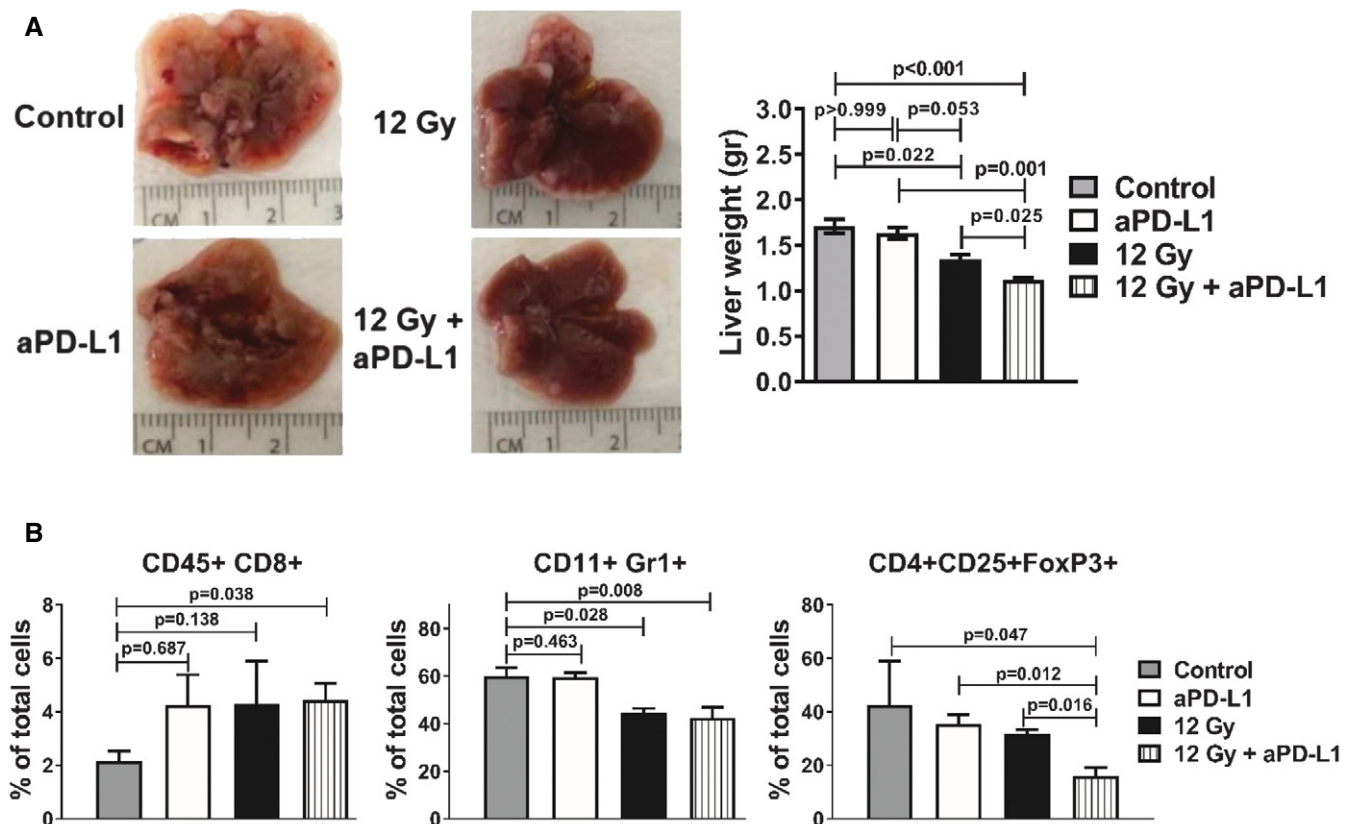 A
Control
12 Gy
aPD-L1
12 Gy +
aPD-L1
CM 1 2 3
CM 1 2
CM 1 2
CM 1 2
Liver weight (gr)
3.0
2.5
2.0
1.5
1.0
0.5
0.0
p<0.001
p>0.999
p=0.053
p=0.022
p=0.001
p=0.025
Control
aPD-L1
12 Gy
12 Gy + aPD-L1
B
CD45+ CD8+
% of total cells
8
6
4
2
0
p=0.038
p=0.138
p=0.687
CD11+ Gr1+
% of total cells
80
60
40
20
0
p=0.008
p=0.028
p=0.463
CD4+CD25+FoxP3+
% of total cells
80
60
40
20
0
p=0.047
p=0.012
p=0.016
Control
aPD-L1
12 Gy
12 Gy + aPD-L1